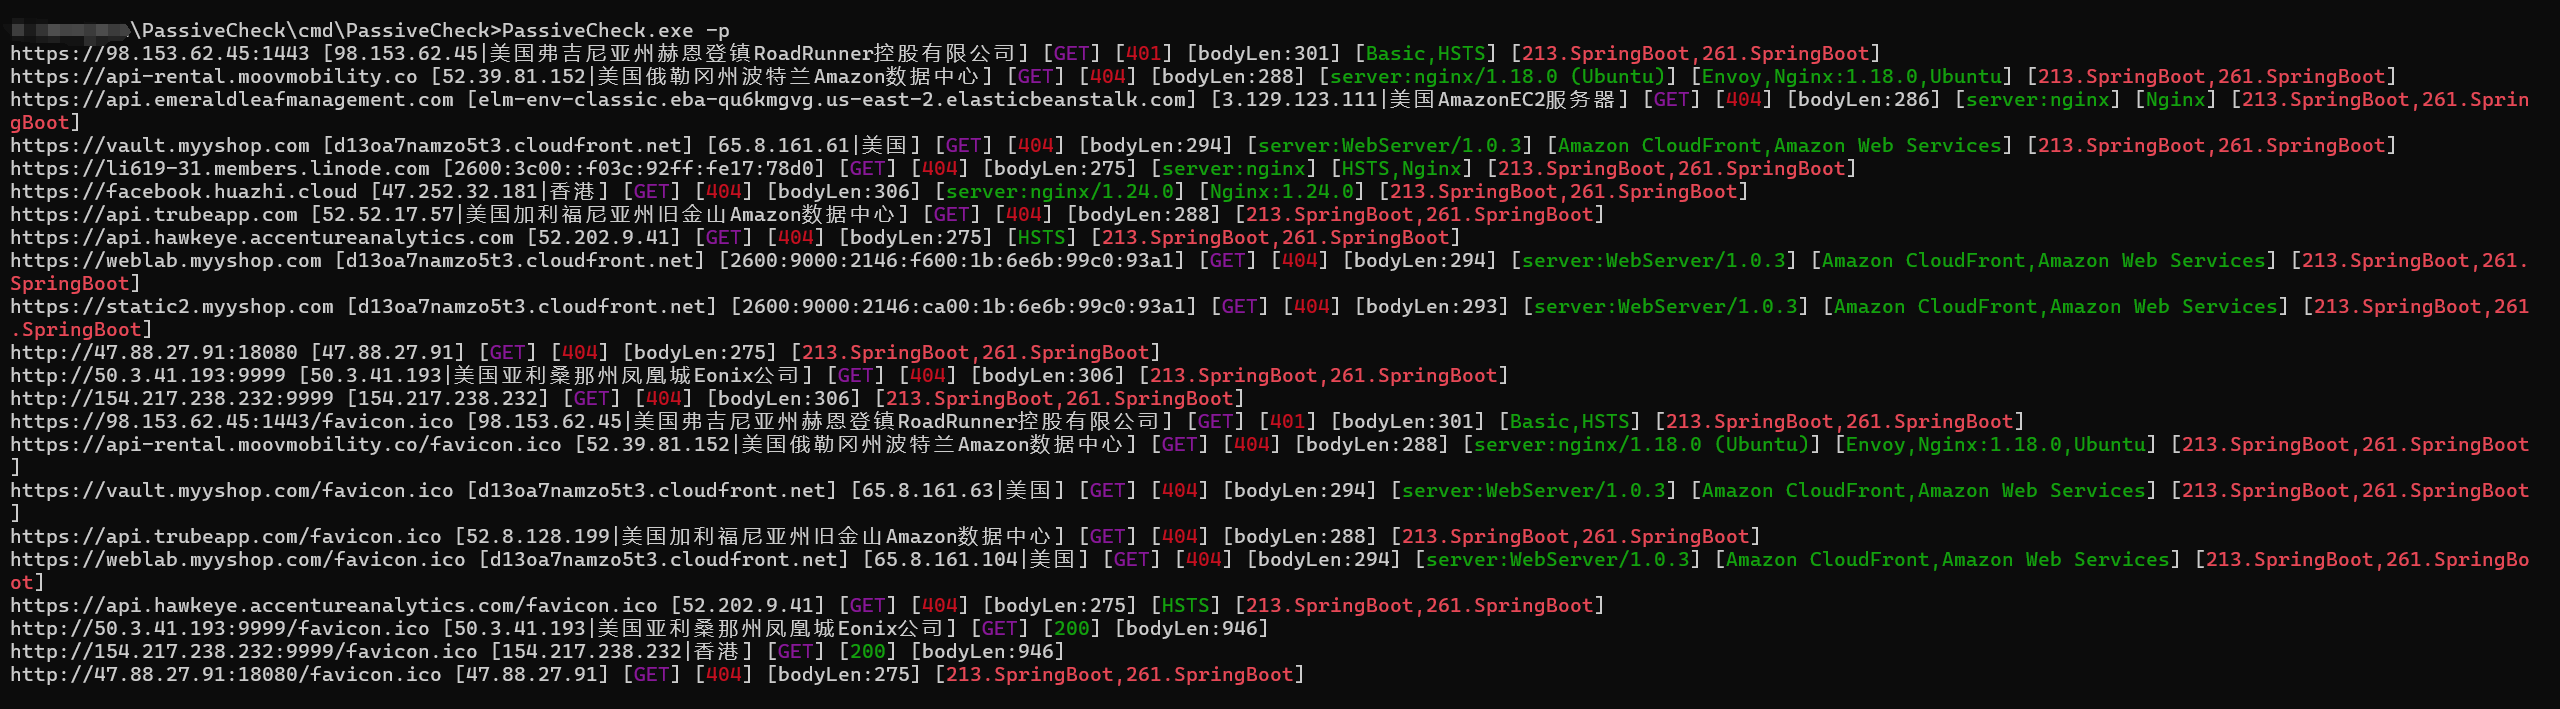 \PassiveCheck\cmd\PassiveCheck>PassiveCheck.exe -p
https://98.153.62.45:1443 [98.153.62.45|美国弗吉尼亚州赫恩登镇RoadRunner控股有限公司] [GET] [401] [bodyLen:301] [Basic,HSTS] [213.SpringBoot,261.SpringBoot]
https://api-rental.moovmobility.co [52.39.81.152|美国俄勒冈州波特兰Amazon数据中心] [GET] [404] [bodyLen:288] [server:nginx/1.18.0 (Ubuntu)] [Envoy,Nginx:1.18.0,Ubuntu] [213.SpringBoot,261.SpringBoot]
https://api.emeraldleafmanagement.com [elm-env-classic.eba-qu6kmgvg.us-east-2.elasticbeanstalk.com] [3.129.123.111|美国AmazonEC2服务器] [GET] [404] [bodyLen:286] [server:nginx] [Nginx] [213.SpringBoot,261.Sprin
gBoot]
https://vault.myyshop.com [d13oa7namzo5t3.cloudfront.net] [65.8.161.61|美国] [GET] [404] [bodyLen:294] [server:WebServer/1.0.3] [Amazon CloudFront,Amazon Web Services] [213.SpringBoot,261.SpringBoot]
https://li619-31.members.linode.com [2600:3c00::f03c:92ff:fe17:78d0] [GET] [404] [bodyLen:275] [server:nginx] [HSTS,Nginx] [213.SpringBoot,261.SpringBoot]
https://facebook.huazhi.cloud [47.252.32.181|香港] [GET] [404] [bodyLen:306] [server:nginx/1.24.0] [Nginx:1.24.0] [213.SpringBoot,261.SpringBoot]
https://api.trubeapp.com [52.52.17.57|美国加利福尼亚州旧金山Amazon数据中心] [GET] [404] [bodyLen:288] [213.SpringBoot,261.SpringBoot]
https://api.hawkeye.accentureanalytics.com [52.202.9.41] [GET] [404] [bodyLen:275] [HSTS] [213.SpringBoot,261.SpringBoot]
https://weblab.myyshop.com [d13oa7namzo5t3.cloudfront.net] [2600:9000:2146:f600:1b:6e6b:99c0:93a1] [GET] [404] [bodyLen:294] [server:WebServer/1.0.3] [Amazon CloudFront,Amazon Web Services] [213.SpringBoot,261.
SpringBoot]
https://static2.myyshop.com [d13oa7namzo5t3.cloudfront.net] [2600:9000:2146:ca00:1b:6e6b:99c0:93a1] [GET] [404] [bodyLen:293] [server:WebServer/1.0.3] [Amazon CloudFront,Amazon Web Services] [213.SpringBoot,261
.SpringBoot]
http://47.88.27.91:18080 [47.88.27.91] [GET] [404] [bodyLen:275] [213.SpringBoot,261.SpringBoot]
http://50.3.41.193:9999 [50.3.41.193|美国亚利桑那州凤凰城Eonix公司] [GET] [404] [bodyLen:306] [213.SpringBoot,261.SpringBoot]
http://154.217.238.232:9999 [154.217.238.232] [GET] [404] [bodyLen:306] [213.SpringBoot,261.SpringBoot]
https://98.153.62.45:1443/favicon.ico [98.153.62.45|美国弗吉尼亚州赫恩登镇RoadRunner控股有限公司] [GET] [401] [bodyLen:301] [Basic,HSTS] [213.SpringBoot,261.SpringBoot]
https://api-rental.moovmobility.co/favicon.ico [52.39.81.152|美国俄勒冈州波特兰Amazon数据中心] [GET] [404] [bodyLen:288] [server:nginx/1.18.0 (Ubuntu)] [Envoy,Nginx:1.18.0,Ubuntu] [213.SpringBoot,261.SpringBoot
]
https://vault.myyshop.com/favicon.ico [d13oa7namzo5t3.cloudfront.net] [65.8.161.63|美国] [GET] [404] [bodyLen:294] [server:WebServer/1.0.3] [Amazon CloudFront,Amazon Web Services] [213.SpringBoot,261.SpringBoot
]
https://api.trubeapp.com/favicon.ico [52.8.128.199|美国加利福尼亚州旧金山Amazon数据中心] [GET] [404] [bodyLen:288] [213.SpringBoot,261.SpringBoot]
https://weblab.myyshop.com/favicon.ico [d13oa7namzo5t3.cloudfront.net] [65.8.161.104|美国] [GET] [404] [bodyLen:294] [server:WebServer/1.0.3] [Amazon CloudFront,Amazon Web Services] [213.SpringBoot,261.SpringBo
ot]
https://api.hawkeye.accentureanalytics.com/favicon.ico [52.202.9.41] [GET] [404] [bodyLen:275] [HSTS] [213.SpringBoot,261.SpringBoot]
http://50.3.41.193:9999/favicon.ico [50.3.41.193|美国亚利桑那州凤凰城Eonix公司] [GET] [200] [bodyLen:946]
http://154.217.238.232:9999/favicon.ico [154.217.238.232|香港] [GET] [200] [bodyLen:946]
http://47.88.27.91:18080/favicon.ico [47.88.27.91] [GET] [404] [bodyLen:275] [213.SpringBoot,261.SpringBoot]